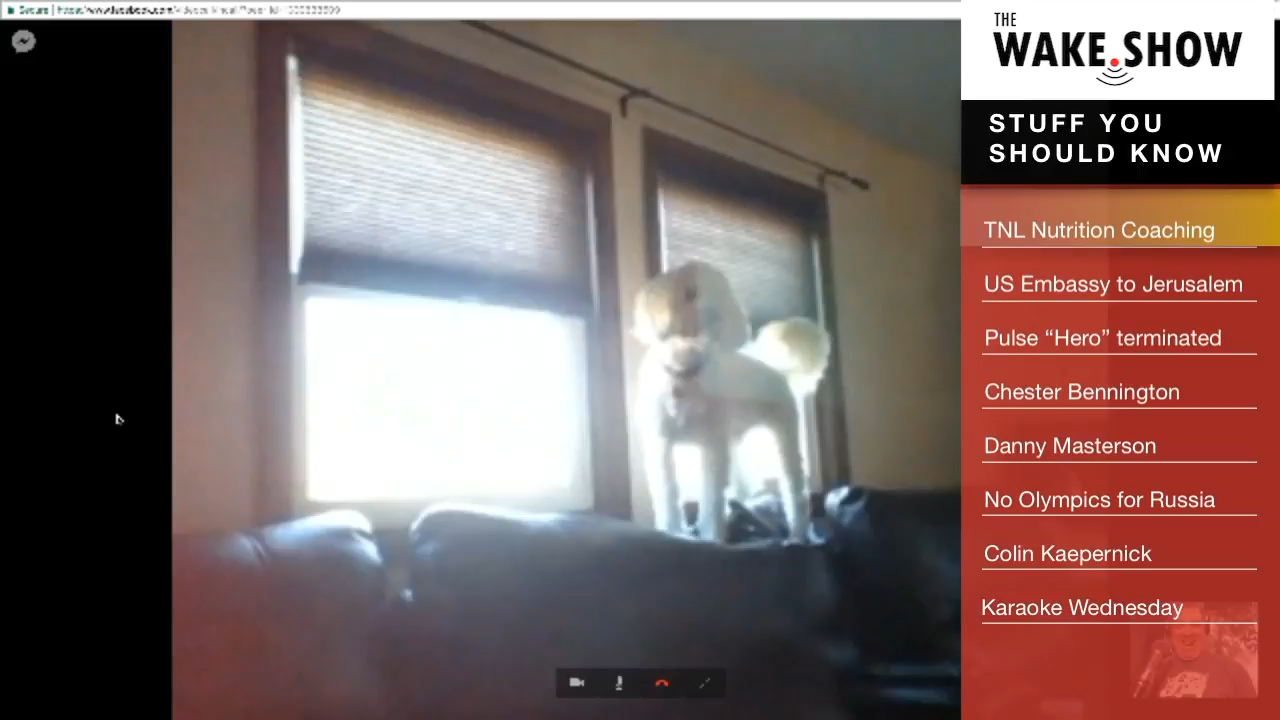 Secure
THE
WAKE.SHOW
STUFF YOU
SHOULD KNOW
TNL Nutrition Coaching
US Embassy to Jerusalem
Pulse “Hero” terminated
Chester Bennington
Danny Masterson
No Olympics for Russia
Colin Kaepernick
Karaoke Wednesday